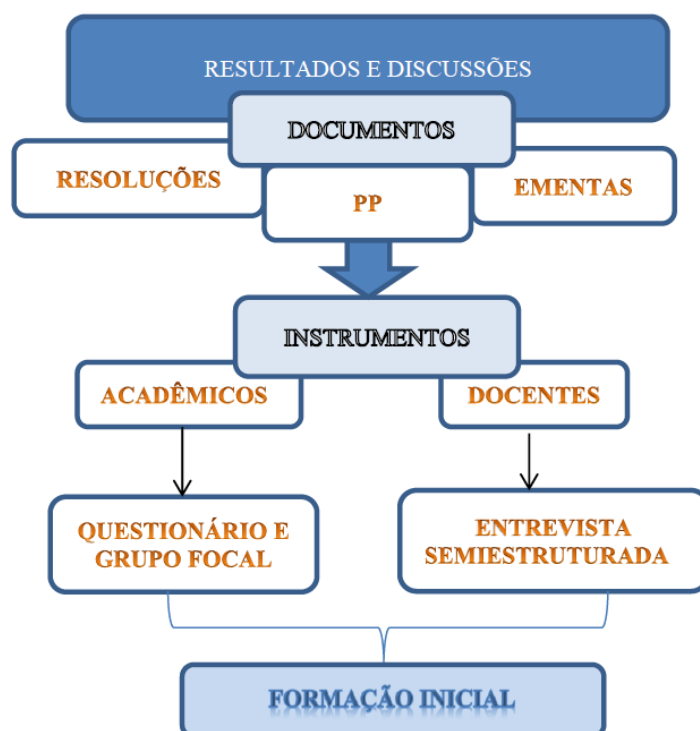 RESULTADOS E DISCUSSÕES
DOCUMENTOS
RESOLUÇÕES
PP
EMENTAS
INSTRUMENTOS
ACADÊMICOS
DOCENTES
QUESTIONÁRIO E
GRUPO FOCAL
ENTREVISTA
SEMIESTRUTURADA
FORMAÇÃO INICIAL